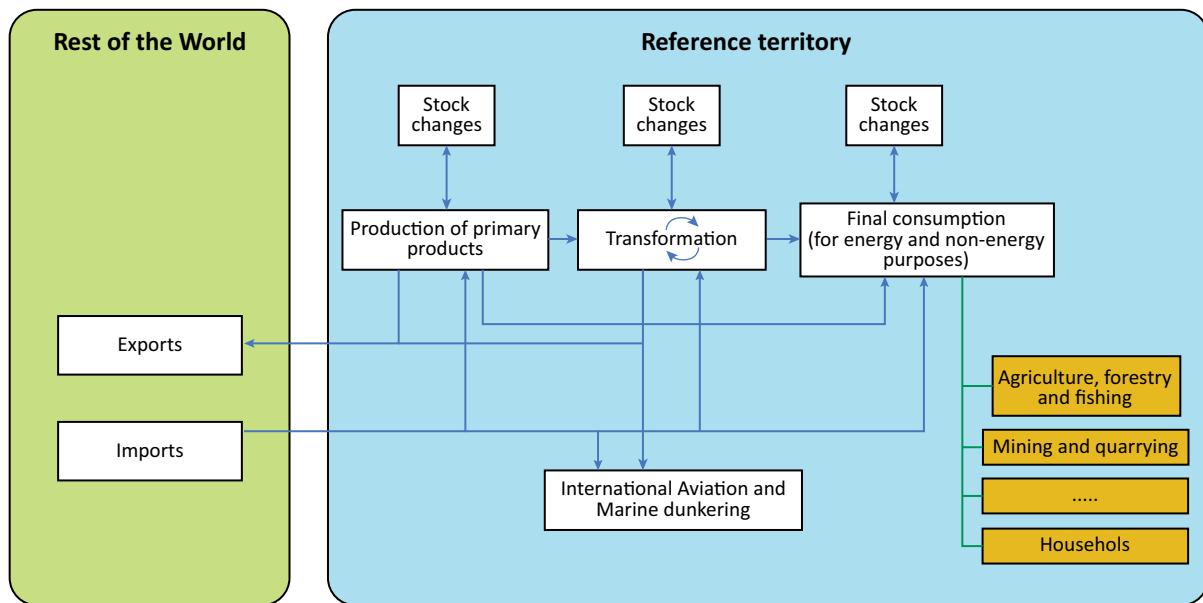 Rest of the World
Reference territory
Stock
changes
Stock
changes
Stock
changes
Production of primary
products
Transformation
Final consumption
(for energy and non-energy
purposes)
Exports
Imports
Agriculture, forestry
and fishing
Mining and quarrying
.....
Househols
International Aviation and
Marine dunkering